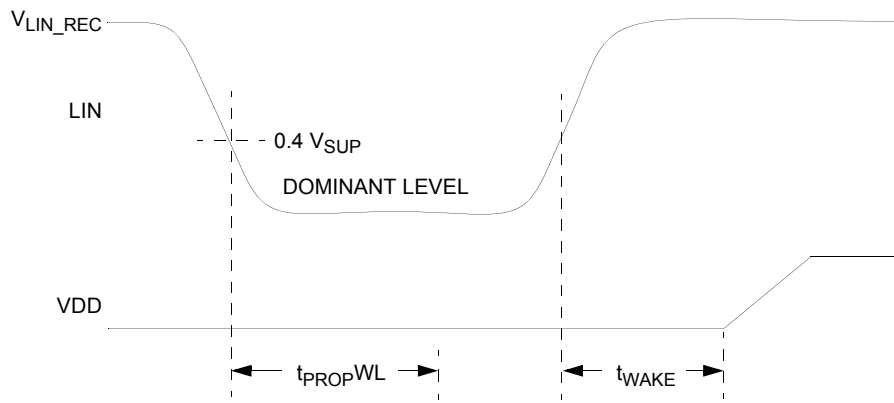 VLIN_REC
LIN
0.4 VSUP
DOMINANT LEVEL
VDD
tPROPWL
tWAKE